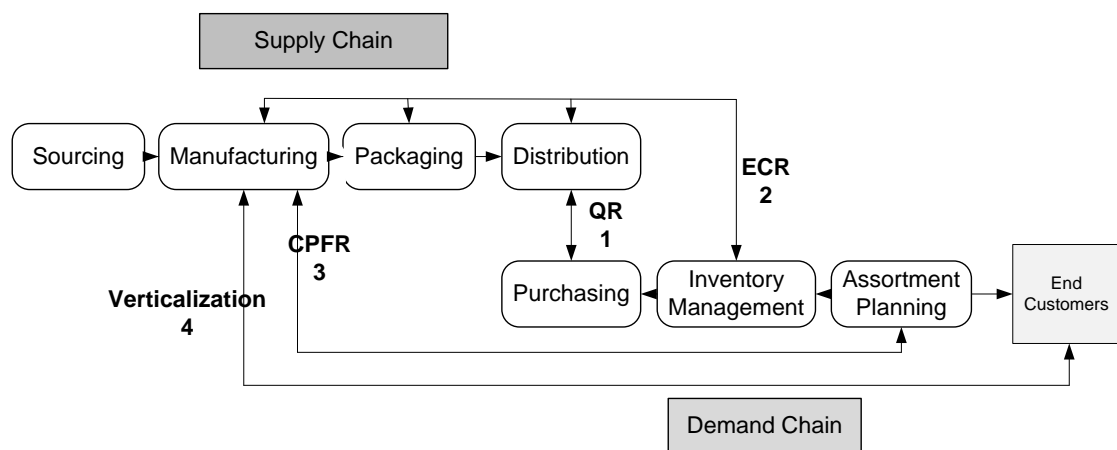 Supply Chain
Sourcing
Manufacturing
Packaging
Distribution
ECR
2
QR
1
CPFR
3
Verticalization
4
Purchasing
Inventory
Management
Assortment
Planning
End
Customers
Demand Chain